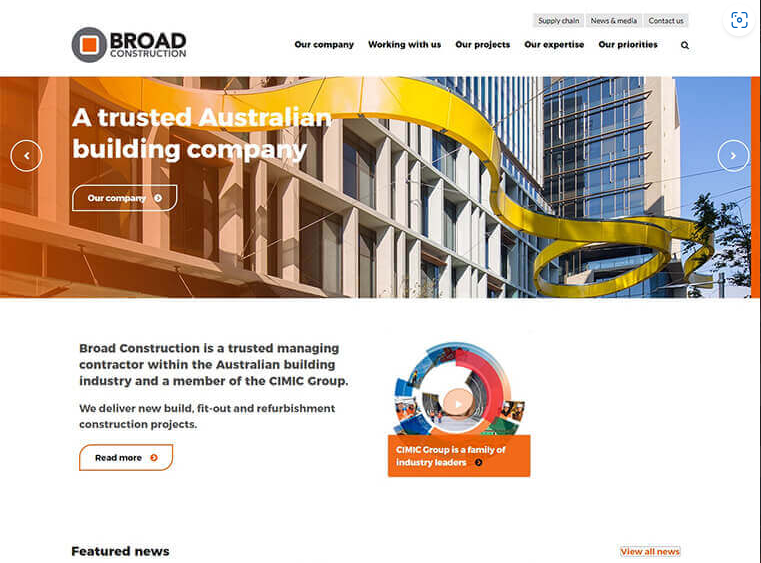 Supply chain
News & media
Contact us
BROAD
CONSTRUCTION
Our company
Working with us
Our projects
Our expertise
Our priorities
A trusted Australian
building company
Our company
Broad Construction is a trusted managing
contractor within the Australian building
industry and a member of the CIMIC Group.
We deliver new build, fit-out and refurbishment
construction projects.
Read more
CIMIC Group is a family of
industry leaders
Featured news
View all news